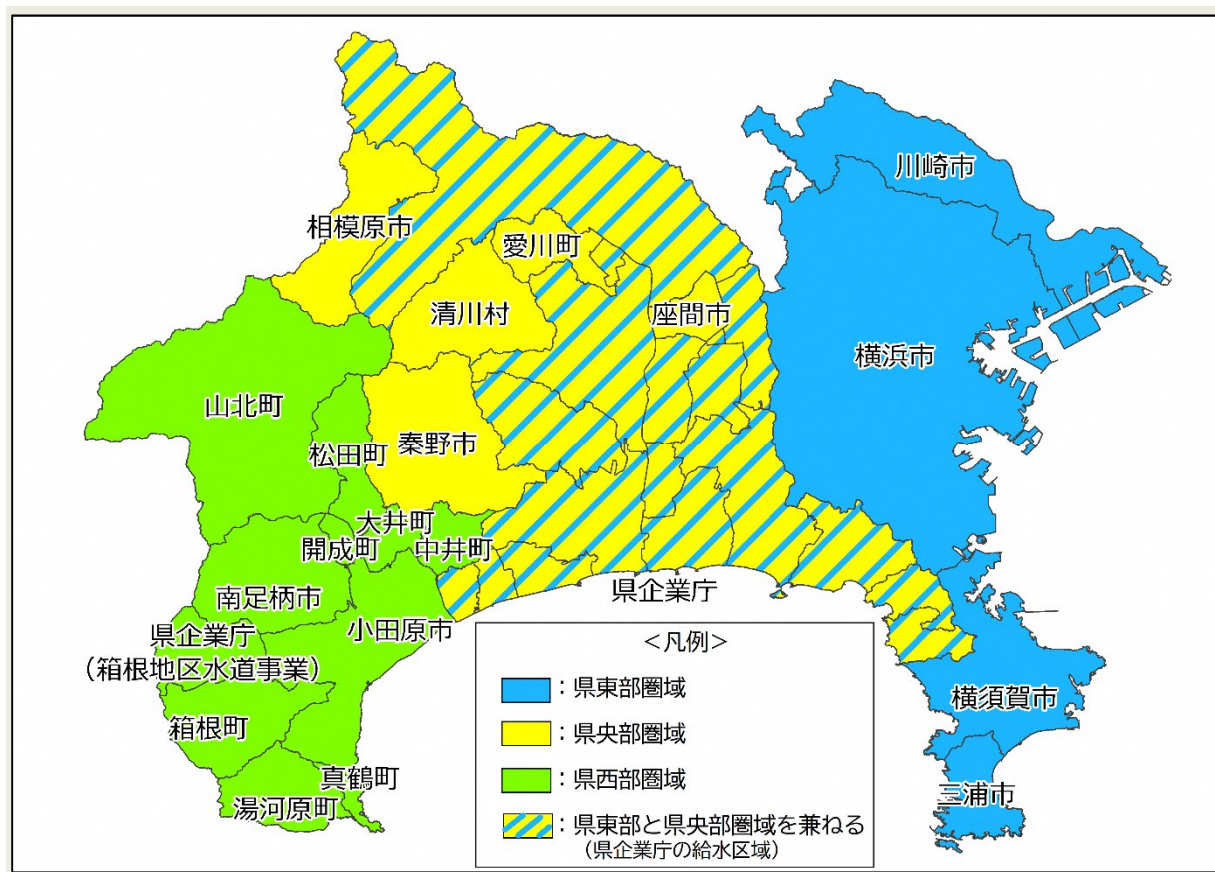 川崎市
相模原市
愛川町
清川村
座間市
横浜市
山北町
秦野市
松田町
大井町
開成町
中井町
南足柄市
県企業庁
小田原市
県企業庁
（箱根地区水道事業）
箱根町
真鶴町
湯河原町
横須賀市
三浦市
＜凡例＞
：県東部圏域
：県央部圏域
：県西部圏域
：県東部と県央部圏域を兼ねる
（県企業庁の給水区域）